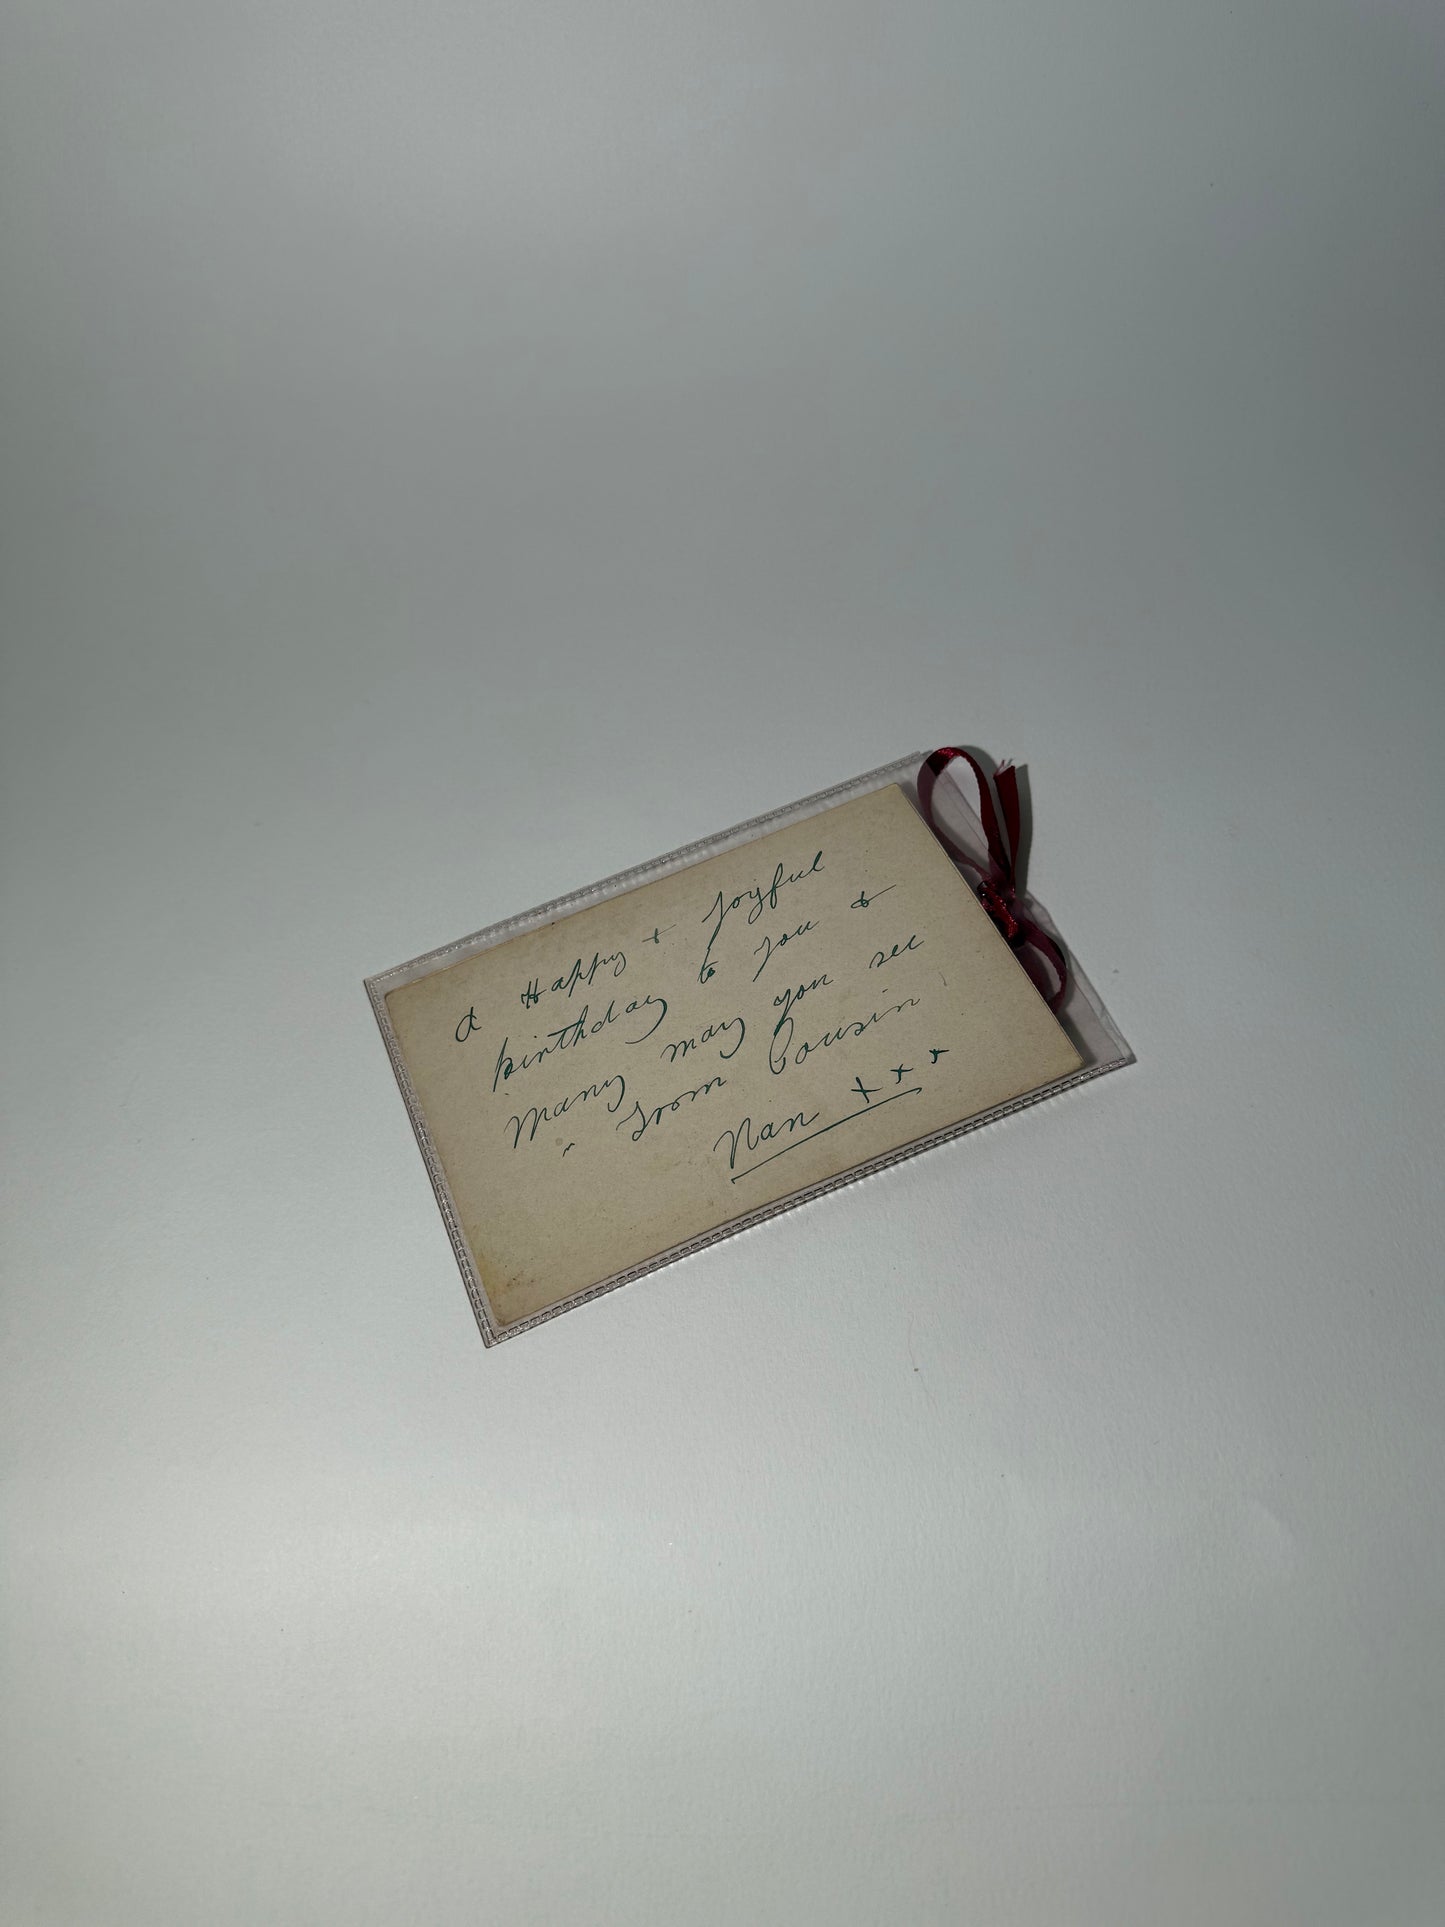 A Happy + Joyful
birthday to you &
many may you see
~ From Cousin
Nan x x x